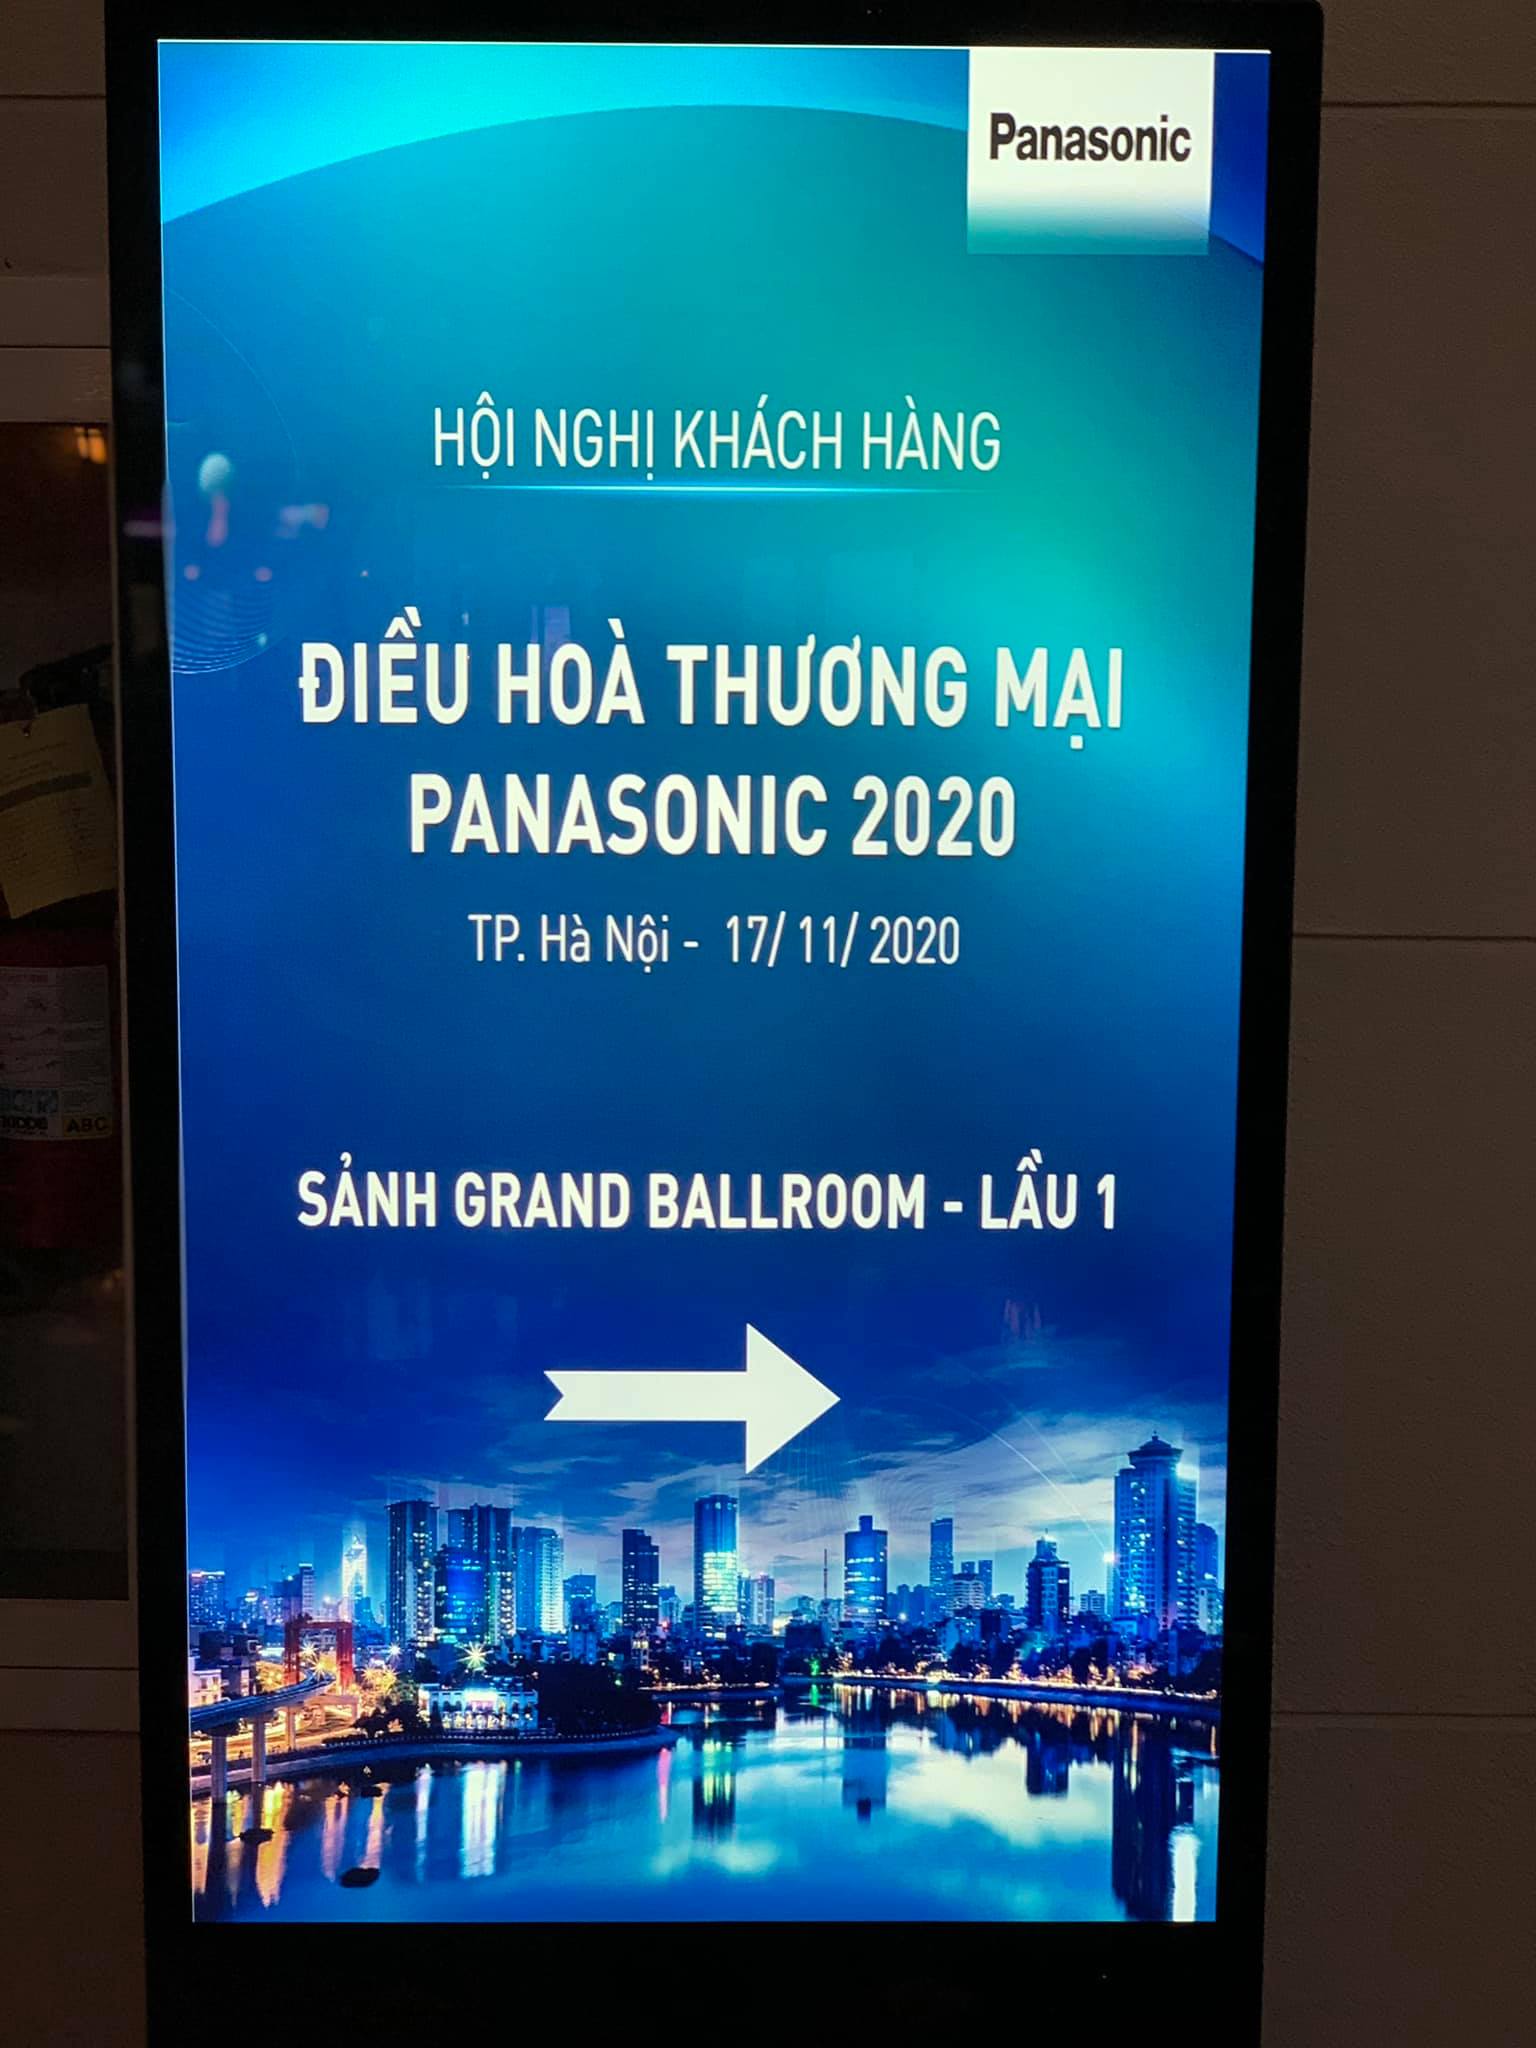 Panasonic
HỘI NGHỊ KHÁCH HÀNG
ĐIỀU HOÀ THƯƠNG MẠI
PANASONIC 2020
TP. Hà Nội - 17/ 11/ 2020
SẢNH GRAND BALLROOM - LẦU 1
ABC